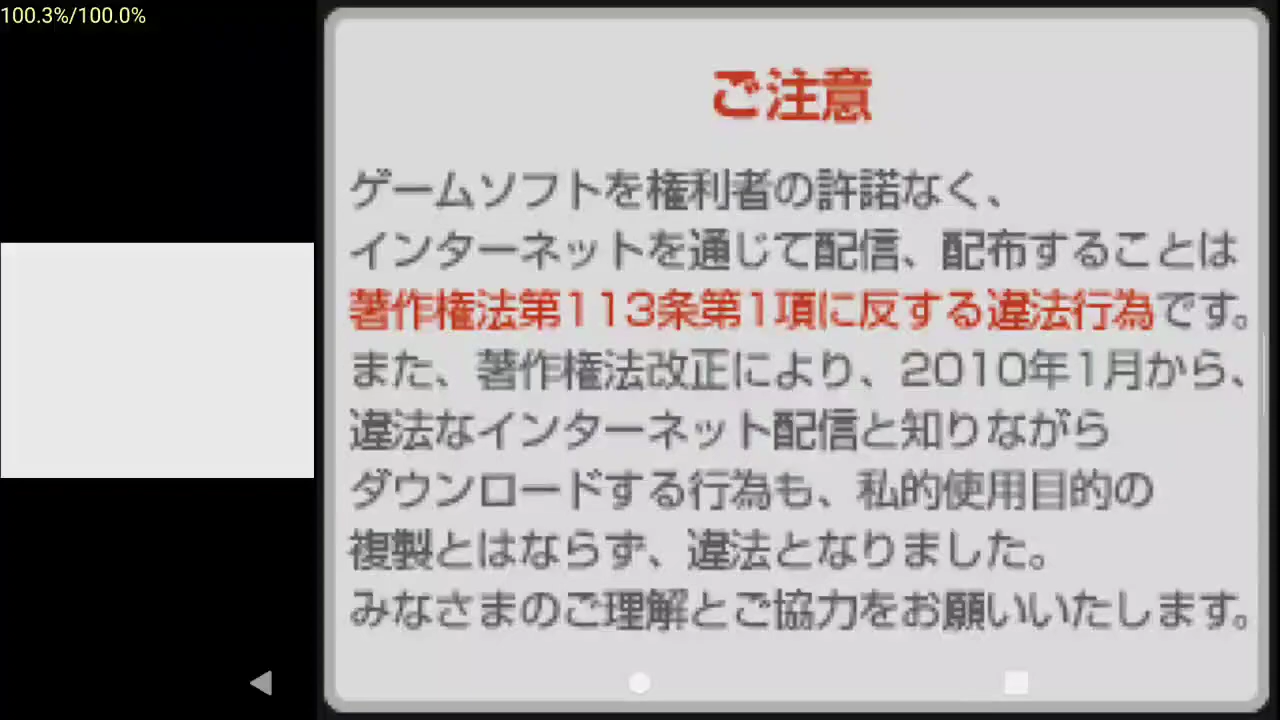 100.3%/100.0%
ご注意
ゲームソフトを権利者の許諾なく、
インターネットを通じて配信、配布することは
著作権法第113条第1項に反する違法行為です。
また、著作権法改正により、2010年1月から、
違法なインターネット配信と知りながら
ダウンロードする行為も、私的使用目的の
複製とはならず、違法となりました。
みなさまのご理解とご協力をお願いいたします。